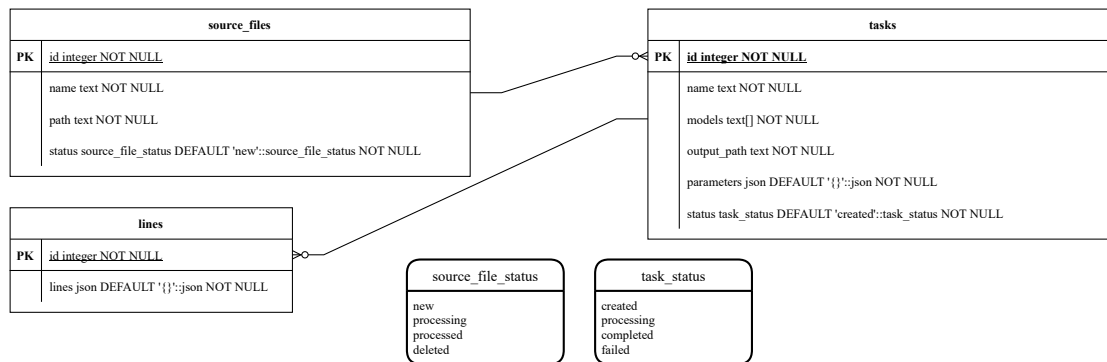 source_files
PK id integer NOT NULL
name text NOT NULL
path text NOT NULL
status source_file_status DEFAULT 'new'::source_file_status NOT NULL
tasks
PK id integer NOT NULL
name text NOT NULL
models text[] NOT NULL
output_path text NOT NULL
parameters json DEFAULT '{}'::json NOT NULL
status task_status DEFAULT 'created'::task_status NOT NULL
lines
PK id integer NOT NULL
lines json DEFAULT '{}'::json NOT NULL
source_file_status
new
processing
processed
deleted
task_status
created
processing
completed
failed